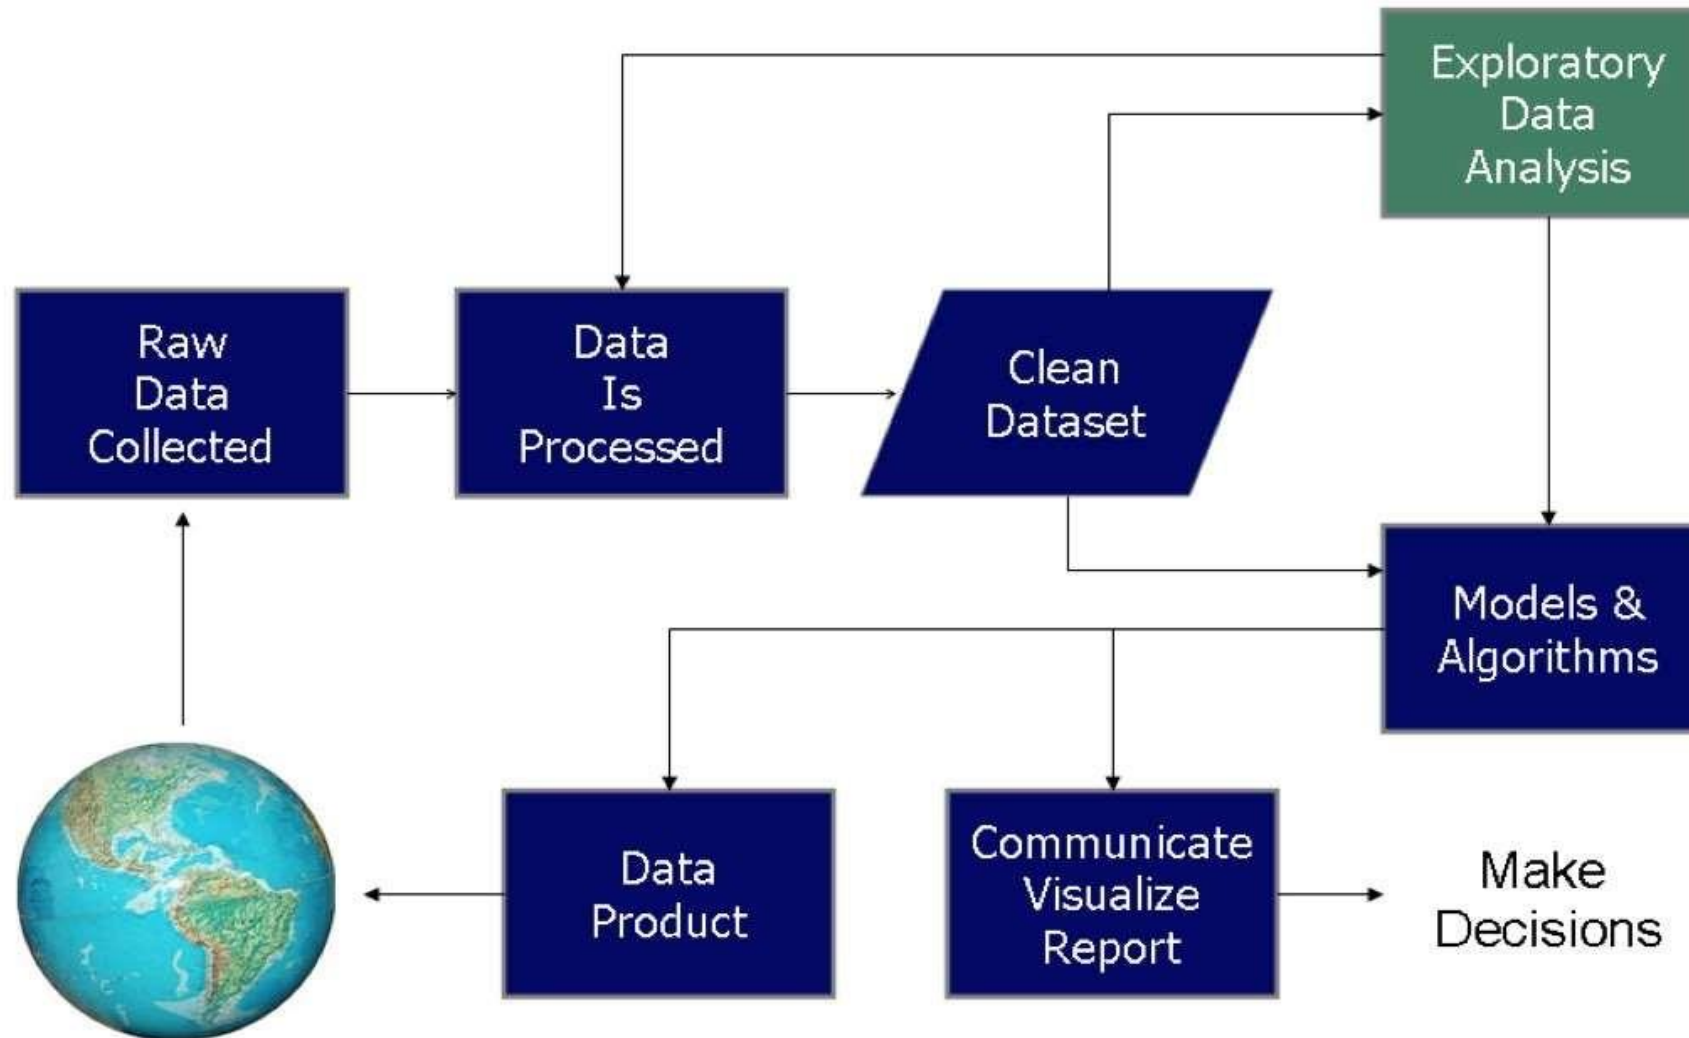 Exploratory
Data
Analysis
Raw
Data
Collected
Data
Is
Processed
Clean
Dataset
Models &
Algorithms
Data
Product
Communicate
Visualize
Report
Make
Decisions